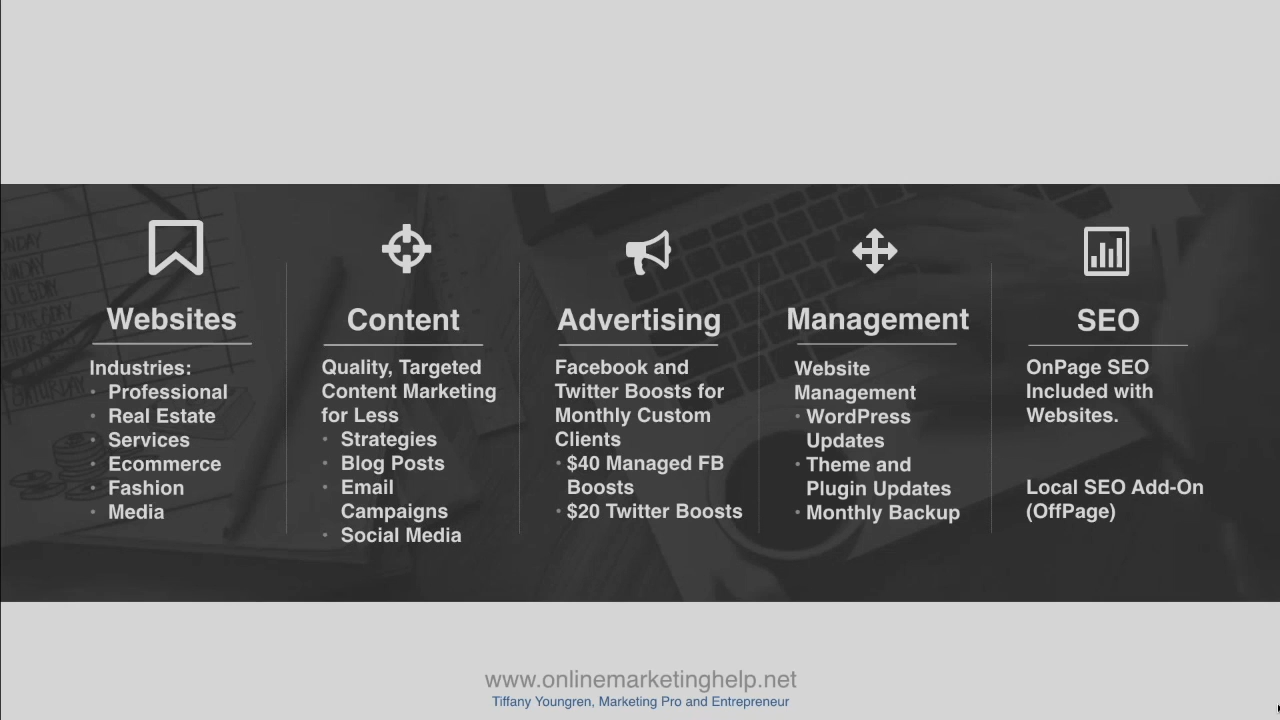 Websites
Industries:
• Professional
• Real Estate
• Services
• Ecommerce
• Fashion
• Media
Content
Quality, Targeted
Content Marketing
for Less
• Strategies
• Blog Posts
• Email
Campaigns
• Social Media
Advertising
Facebook and
Twitter Boosts for
Monthly Custom
Clients
• $40 Managed FB
Boosts
• $20 Twitter Boosts
Management
Website
Management
• WordPress
Updates
• Theme and
Plugin Updates
• Monthly Backup
SEO
OnPage SEO
Included with
Websites.
Local SEO Add-On
(OffPage)
www.onlinemarketinghelp.net
Tiffany Youngren, Marketing Pro and Entrepreneur